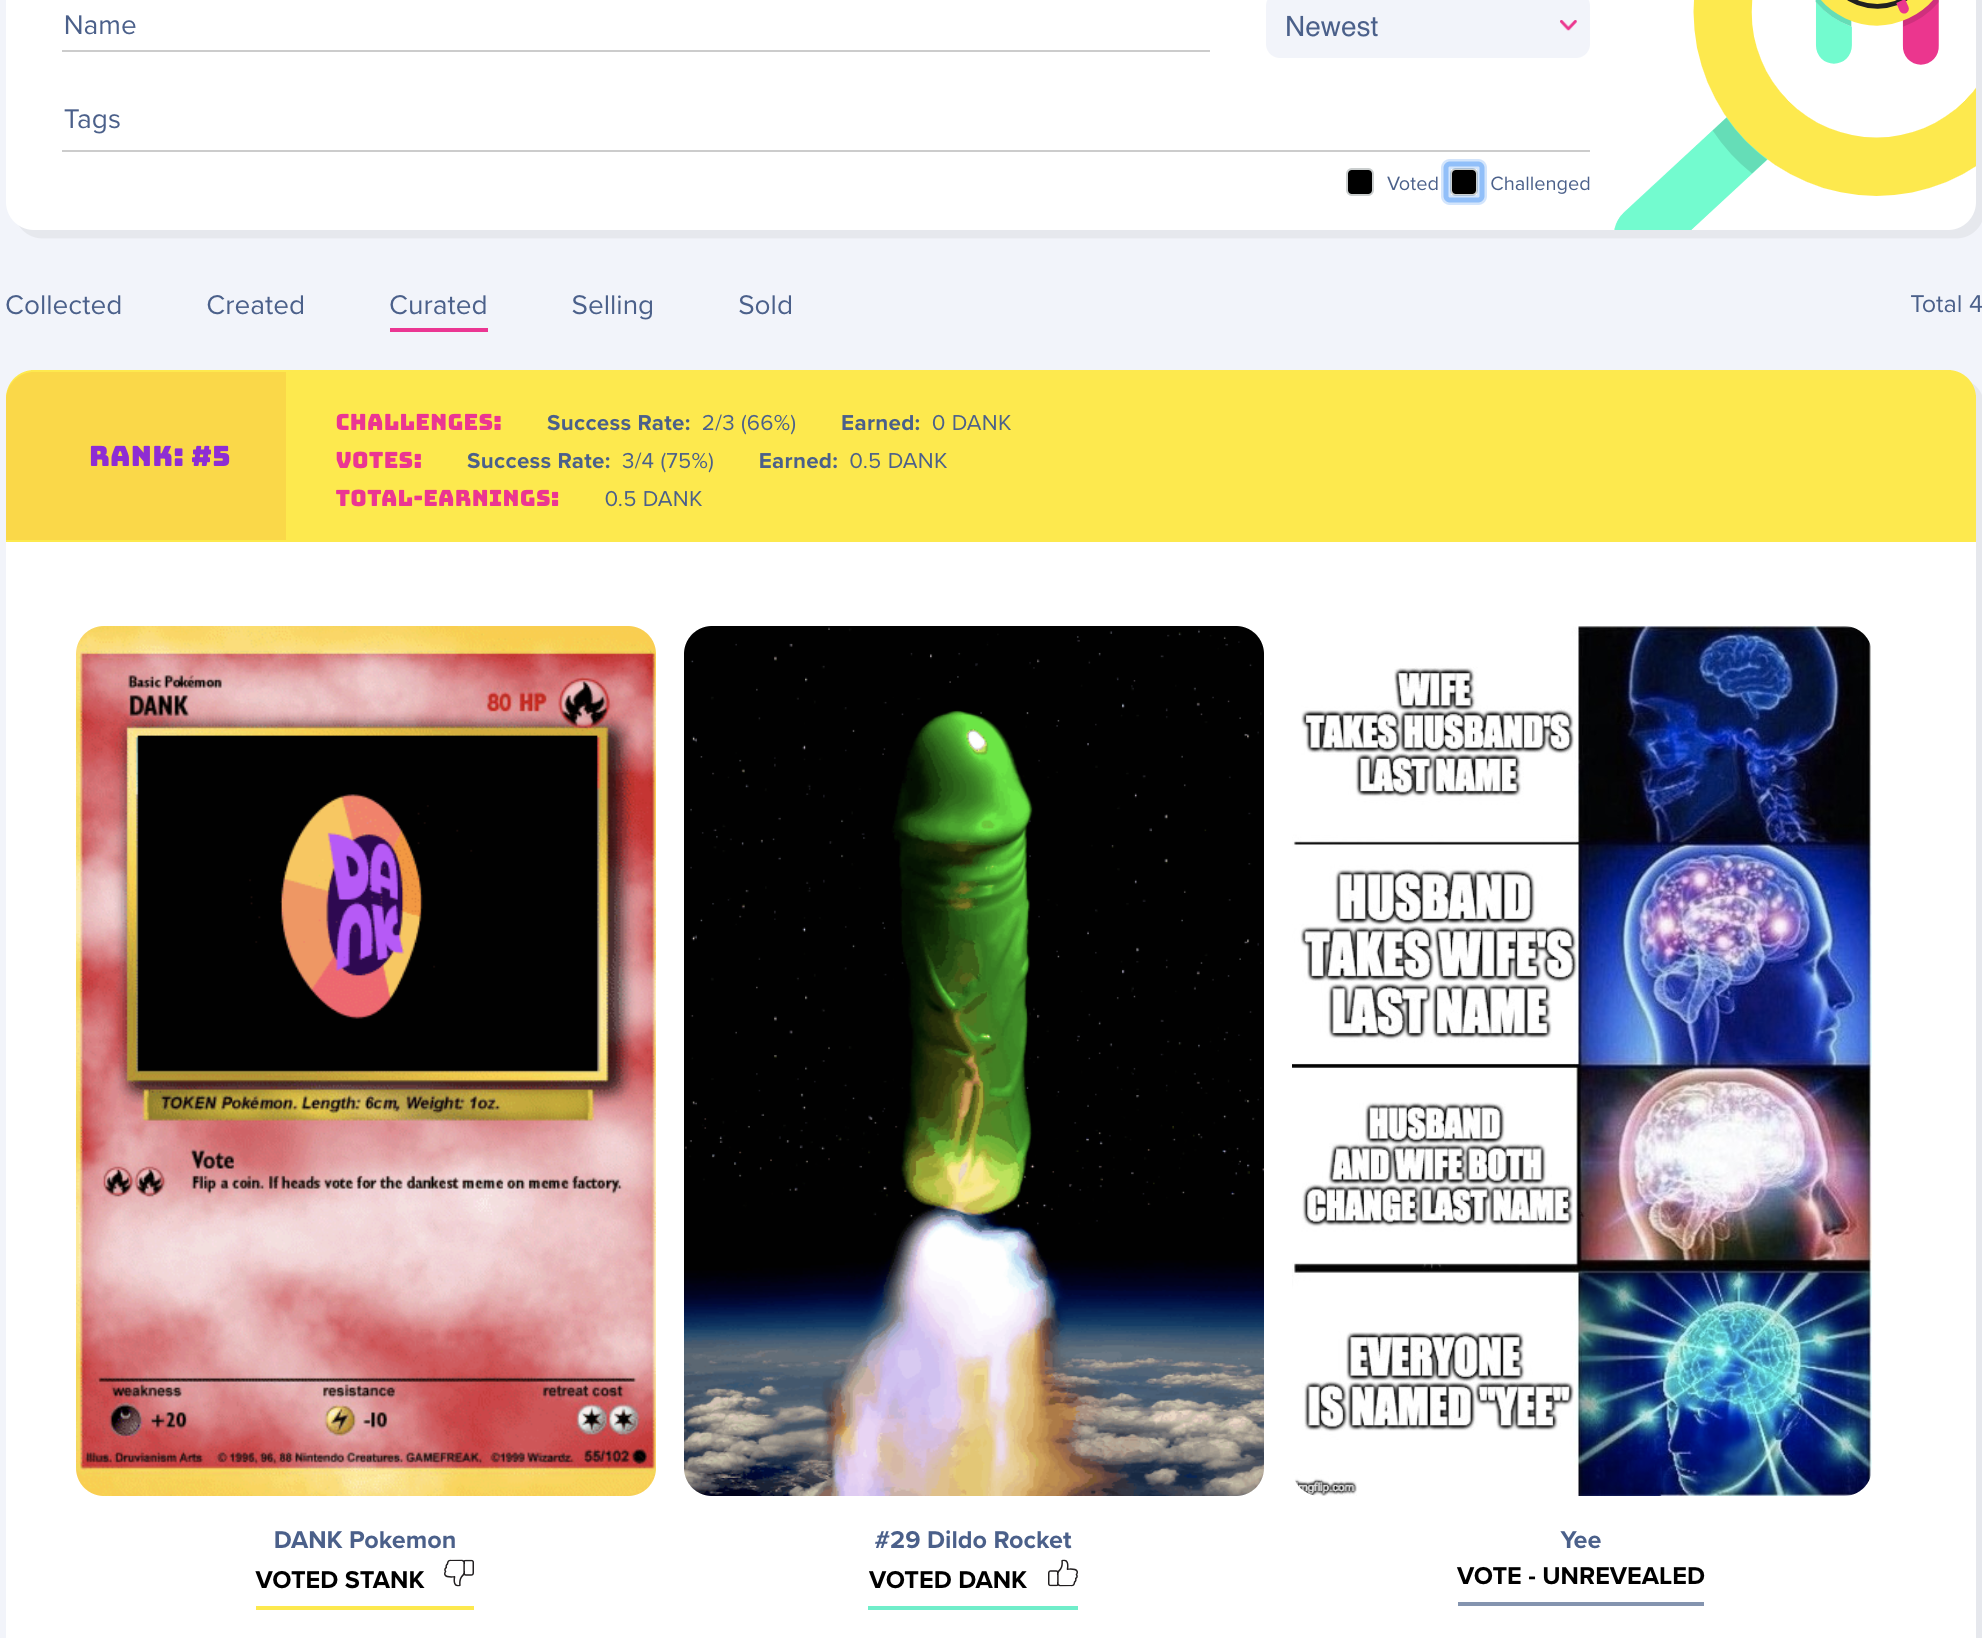 Name
Newest
Tags
Voted
Challenged
Collected
Created
Curated
Selling
Sold
Total 4
RANK: #5
CHALLENGES: Success Rate: 2/3 (66%) Earned: 0 DANK
VOTES: Success Rate: 3/4 (75%) Earned: 0.5 DANK
TOTAL-EARNINGS: 0.5 DANK
Basic Pokémon
DANK
80 HP
DA
NK
TOKEN Pokémon. Length: 6cm, Weight: 1oz.
Vote
Flip a coin. If heads vote for the dankest meme on meme factory.
weakness
resistance
retreat cost
+20
-10
Illus. Druvianism Arts © 1995, 96, 88 Nintendo Creatures. GAMEFREAK. ©1999 Wizards. 55/102
DANK Pokemon
VOTED STANK
#29 Dildo Rocket
VOTED DANK
WIFE
TAKES HUSBAND'S
LAST NAME
HUSBAND
TAKES WIFE'S
LAST NAME
HUSBAND
AND WIFE BOTH
CHANGE LAST NAME
EVERYONE
IS NAMED "YEE"
imgflip.com
Yee
VOTE - UNREVEALED